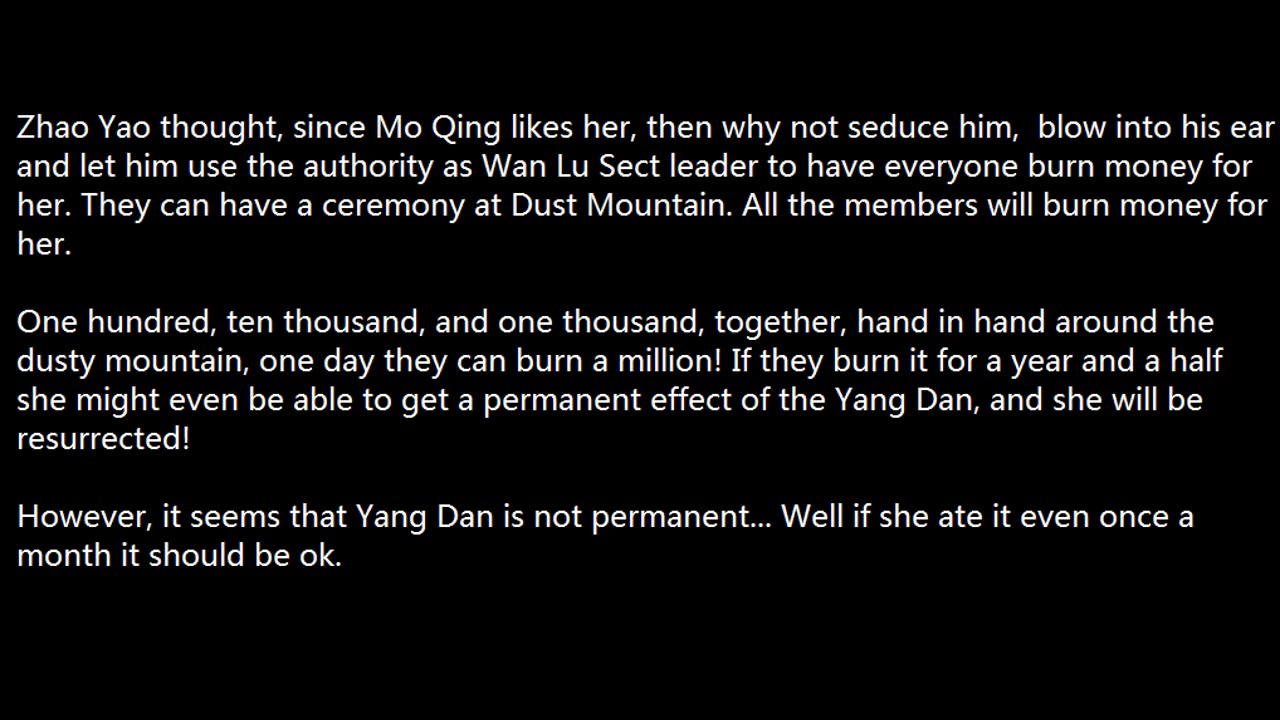 Zhao Yao thought, since Mo Qing likes her, then why not seduce him,  blow into his ear
and let him use the authority as Wan Lu Sect leader to have everyone burn money for
her. They can have a ceremony at Dust Mountain. All the members will burn money for
her.
One hundred, ten thousand, and one thousand, together, hand in hand around the
dusty mountain, one day they can burn a million! If they burn it for a year and a half
she might even be able to get a permanent effect of the Yang Dan, and she will be
resurrected!
However, it seems that Yang Dan is not permanent... Well if she ate it even once a
month it should be ok.